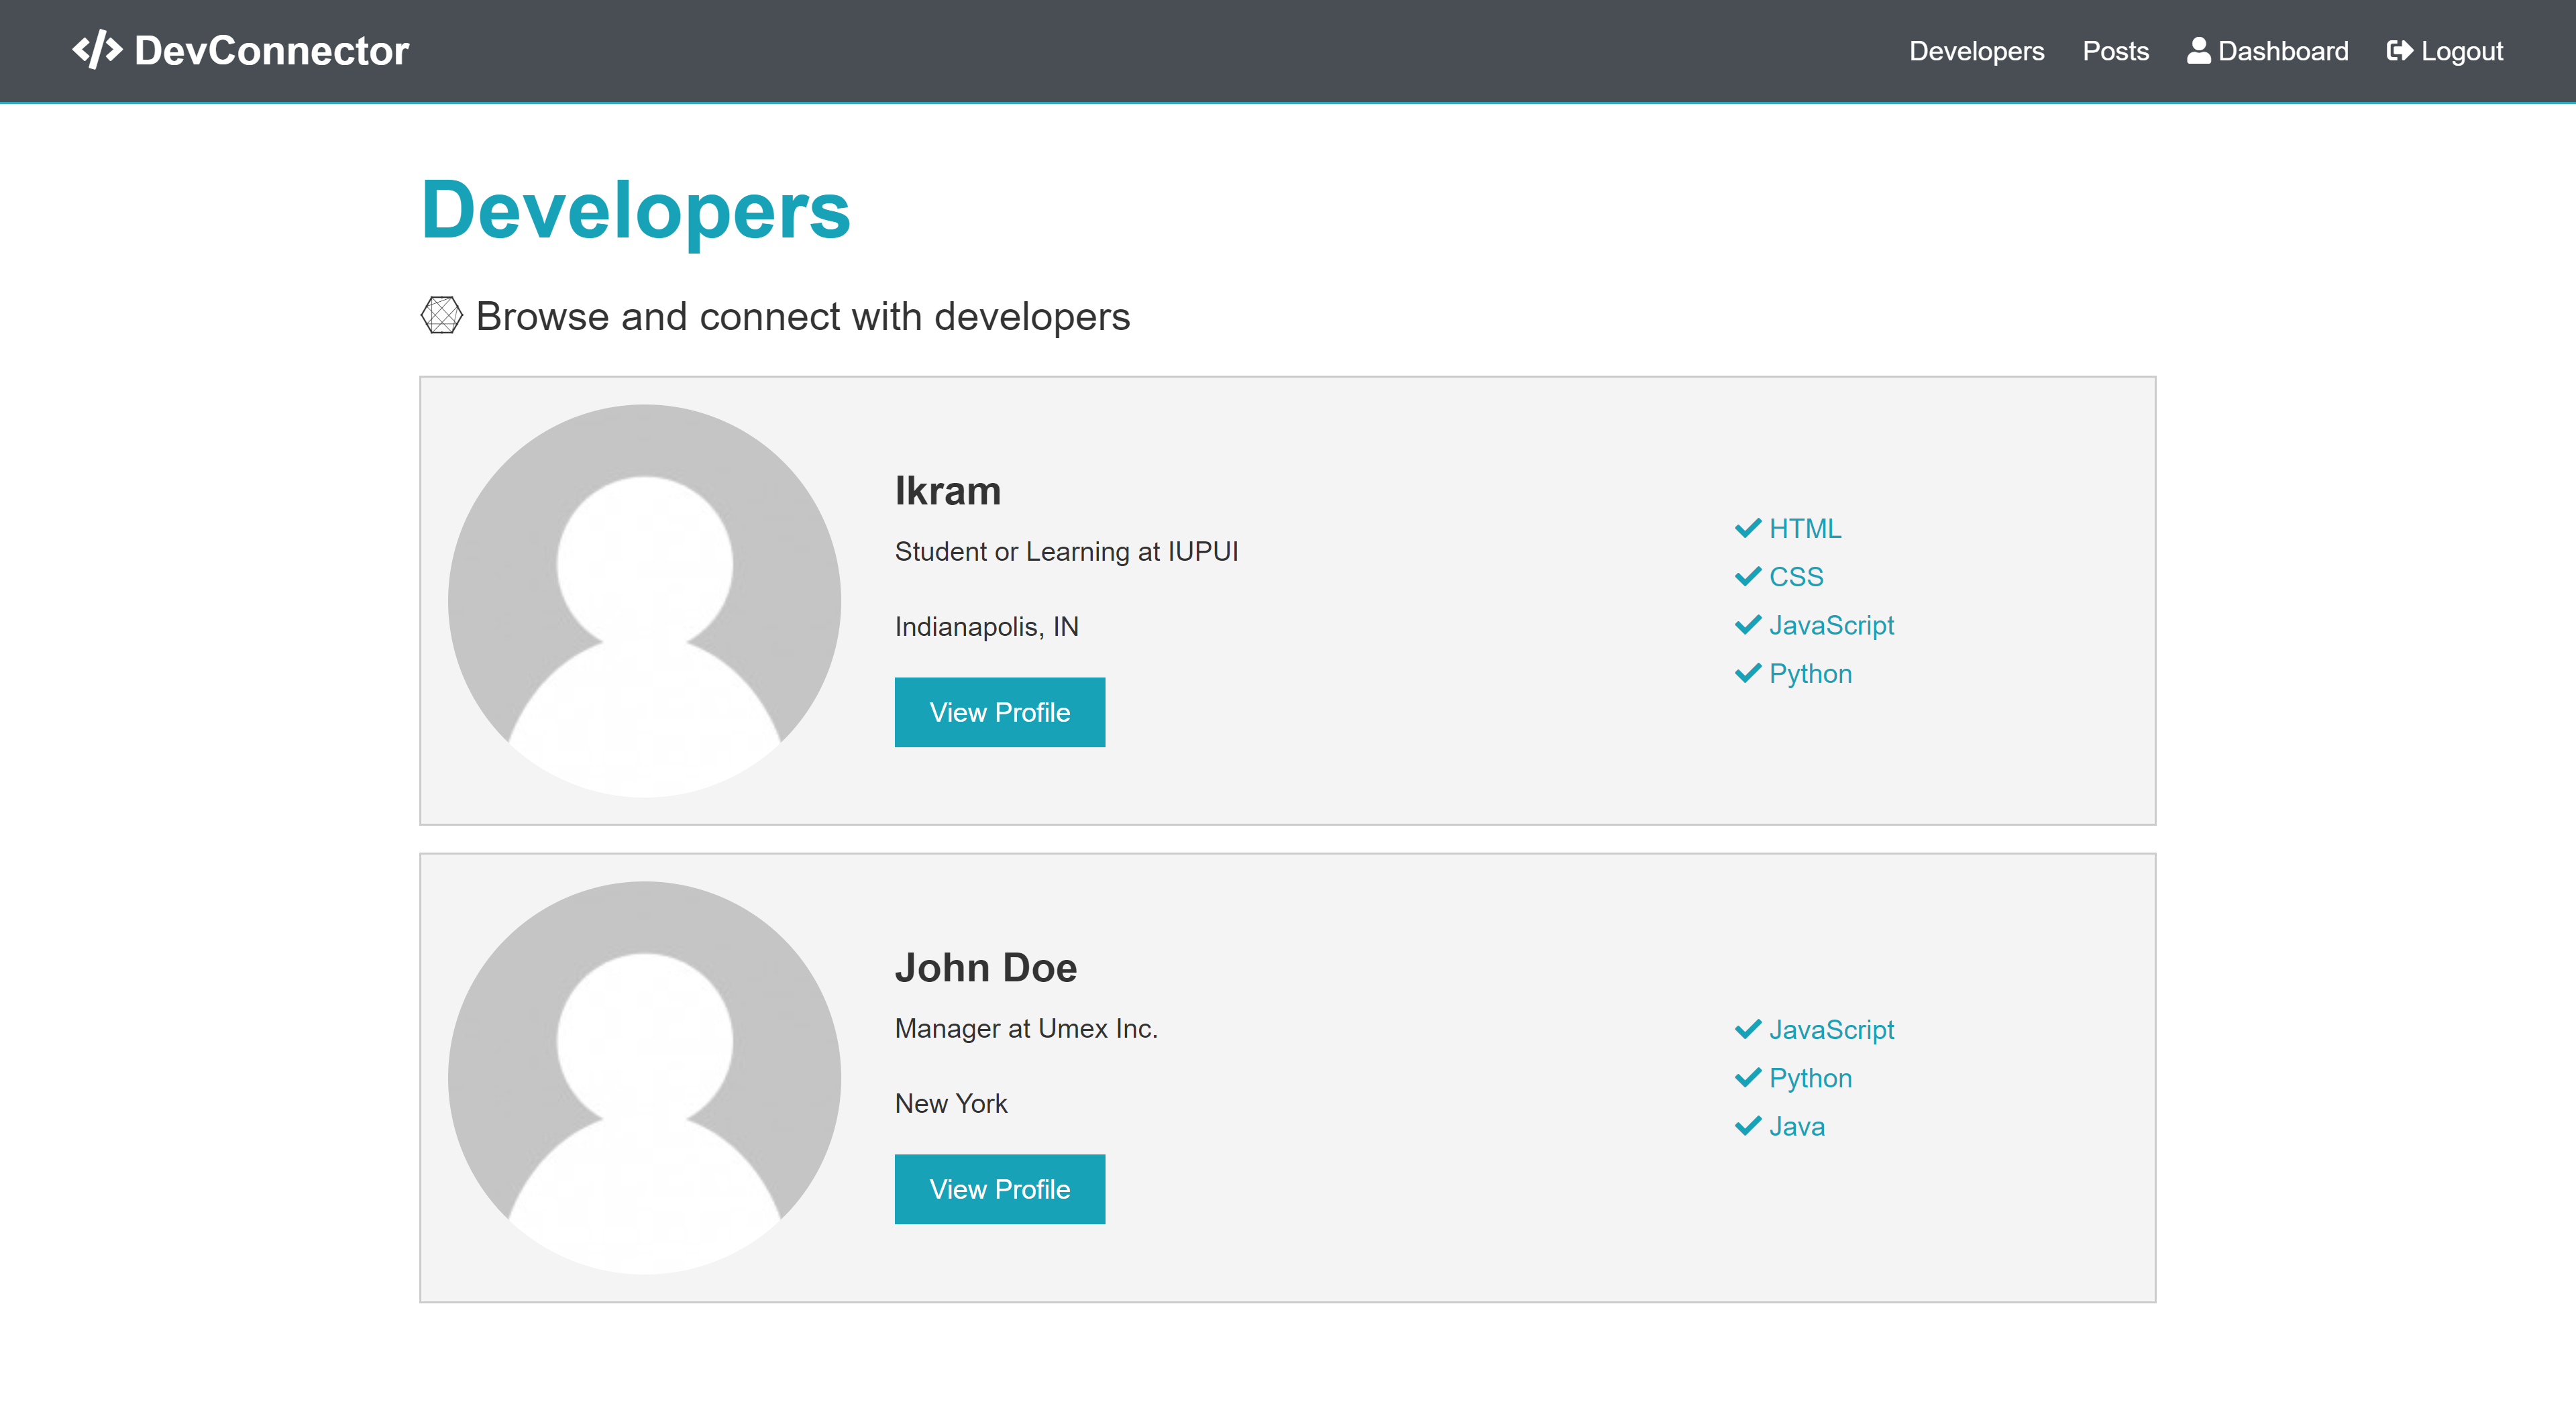 DevConnector
Developers
Posts
Dashboard
Logout
Developers
Browse and connect with developers
Ikram
Student or Learning at IUPUI
Indianapolis, IN
View Profile
HTML
CSS
JavaScript
Python
John Doe
Manager at Umex Inc.
New York
View Profile
JavaScript
Python
Java